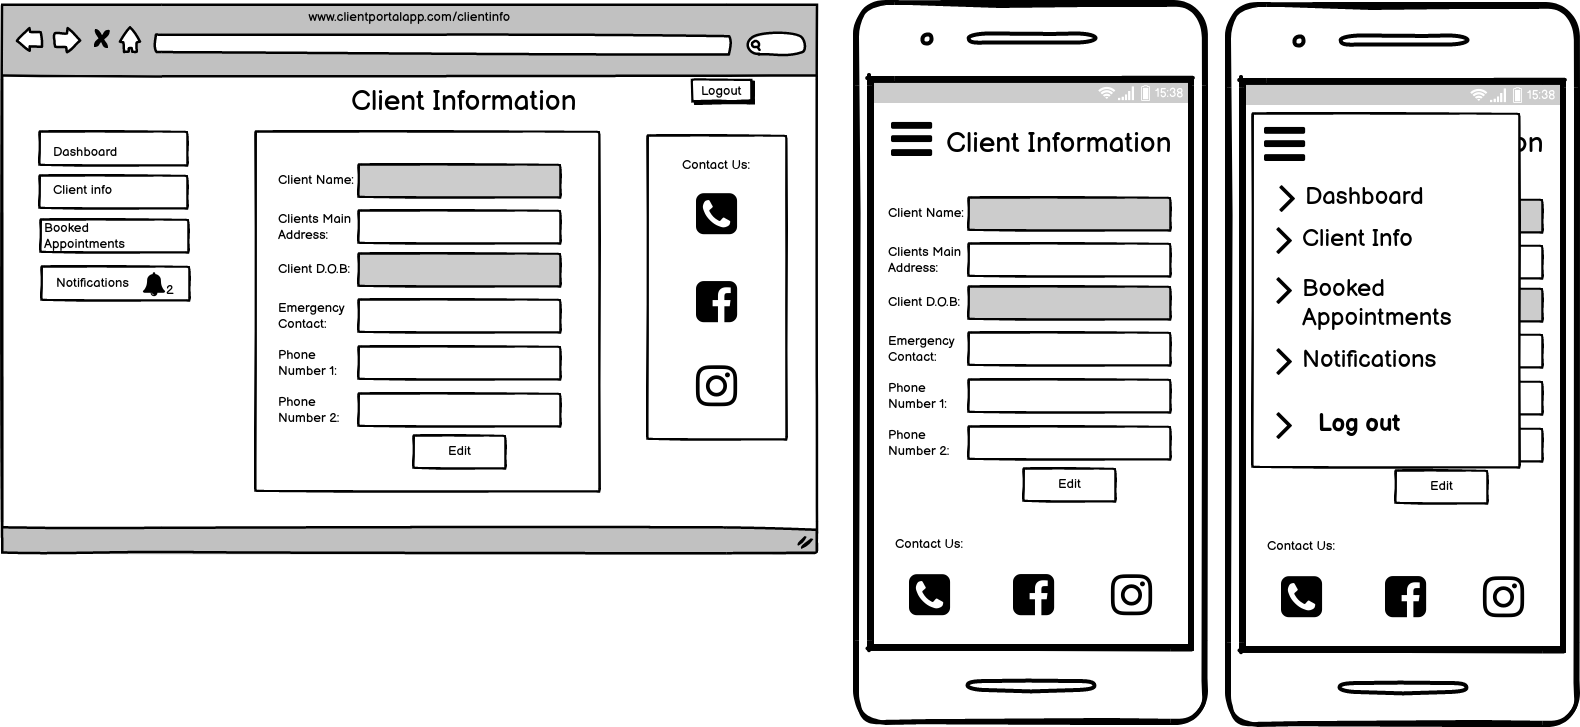 www.clientportalapp.com/clientinfo
Client Information
Logout
Dashboard
Client info
Booked
Appointments
Notifications
2
Client Name:
Clients Main
Address:
Client D.O.B:
Emergency
Contact:
Phone
Number 1:
Phone
Number 2:
Edit
Contact Us:
15:38
Client Information
Client Name:
Clients Main
Address:
Client D.O.B:
Emergency
Contact:
Phone
Number 1:
Phone
Number 2:
Edit
Contact Us:
15:38
on
Dashboard
Client Info
Booked
Appointments
Notifications
Log out
Edit
Contact Us: